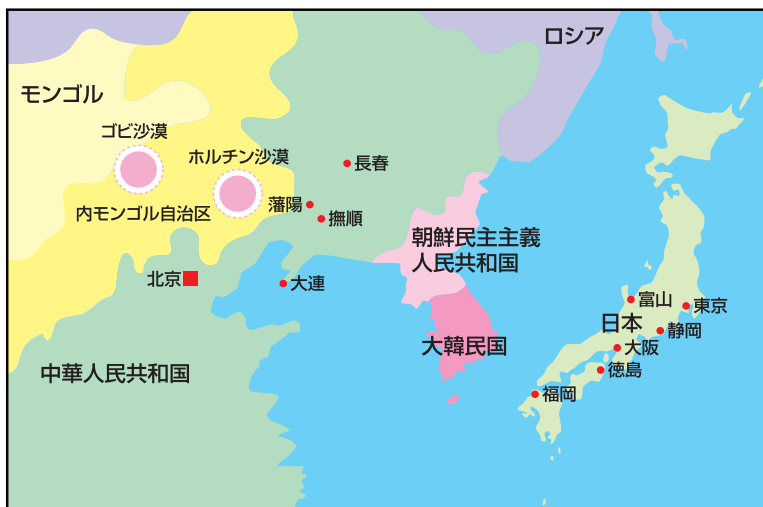 ロシア
モンゴル
ゴビ沙漠
ホルチン沙漠
長春
内モンゴル自治区
藩陽
撫順
朝鮮民主主義
人民共和国
北京
大連
富山
東京
日本
静岡
大韓民国
大阪
中華人民共和国
徳島
福岡